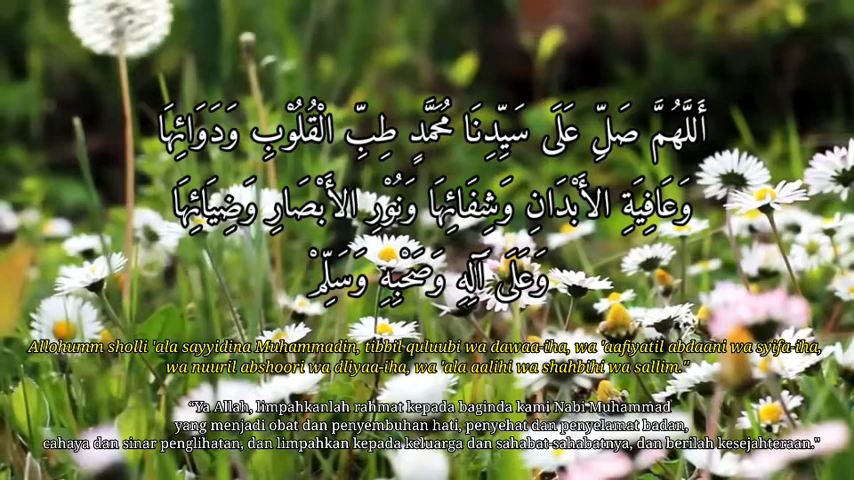 أَللَّهُمَّ صَلِّ عَلَى سَيِّدِنَا مُحَمَّدٍ طِبِّ الْقُلُوْبِ وَدَوَائِهَا
وَعَافِيَةِ الأَبْدَانِ وَشِفَائِهَا وَنُوْرِ الأَبْصَارِ وَضِيَائِهَا
وَعَلَى آلِهِ وَصَحْبِهِ وَسَلِّمْ
Allohumm sholli 'ala sayyidina Muhammadin, tibbil-quluubi wa dawaa-iha, wa 'aafiyatil abdaani wa syifa-iha,
wa nuuril abshoori wa dliyaa-iha, wa 'ala aalihi wa shahbihi wa sallim."
“Ya Allah, limpahkanlah rahmat kepada baginda kami Nabi Muhammad
yang menjadi obat dan penyembuhan hati, penyehat dan penyelamat badan,
cahaya dan sinar penglihatan, dan limpahkan kepada keluarga dan sahabat-sahabatnya, dan berilah kesejahteraan."